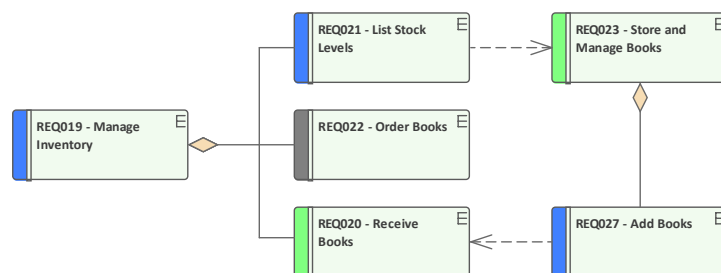 REQ021 - List Stock
Levels
E
REQ023 - Store and
Manage Books
E
REQ019 - Manage
Inventory
E
REQ022 - Order Books
E
REQ020 - Receive
Books
E
REQ027 - Add Books
E